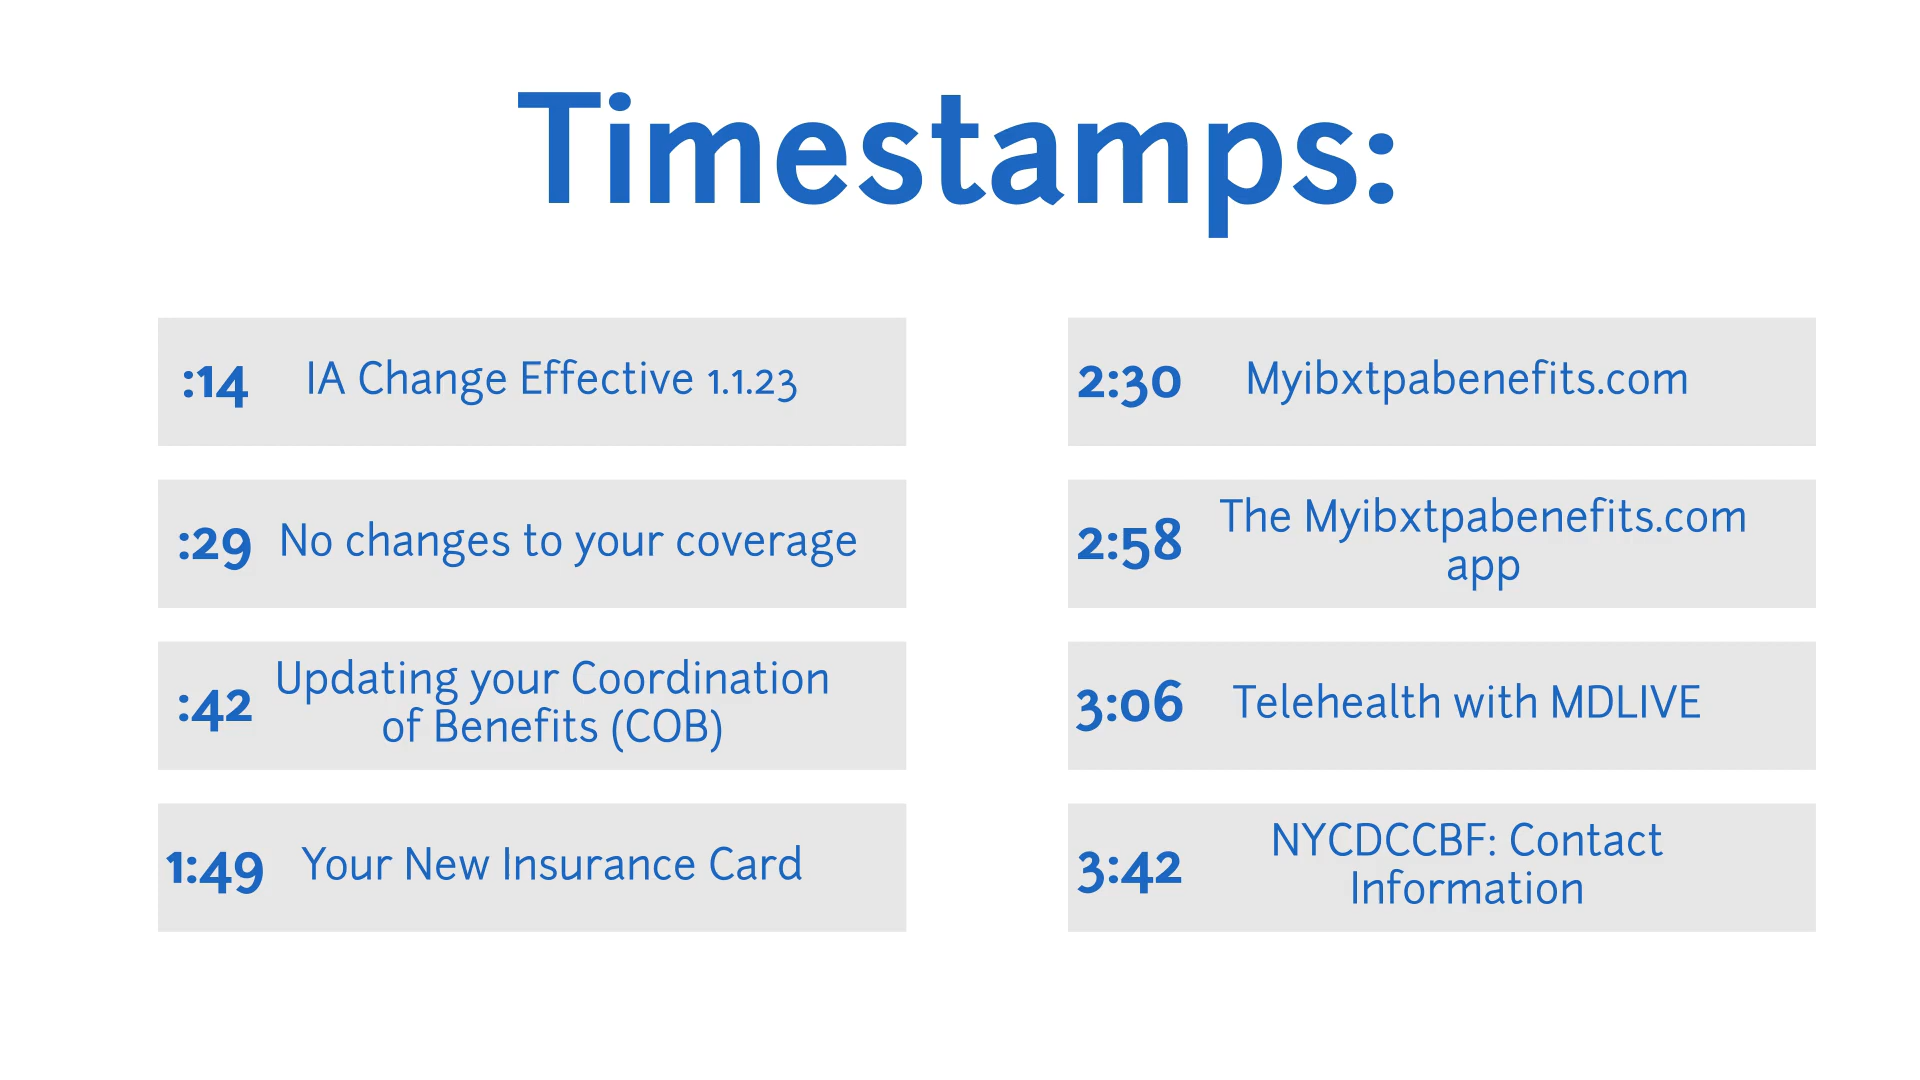 Timestamps:
:14 IA Change Effective 1.1.23
:29 No changes to your coverage
:42 Updating your Coordination
of Benefits (COB)
1:49 Your New Insurance Card
2:30 Myibxtpabenefits.com
2:58 The Myibxtpabenefits.com
app
3:06 Telehealth with MDLIVE
3:42 NYCDCCBF: Contact
Information